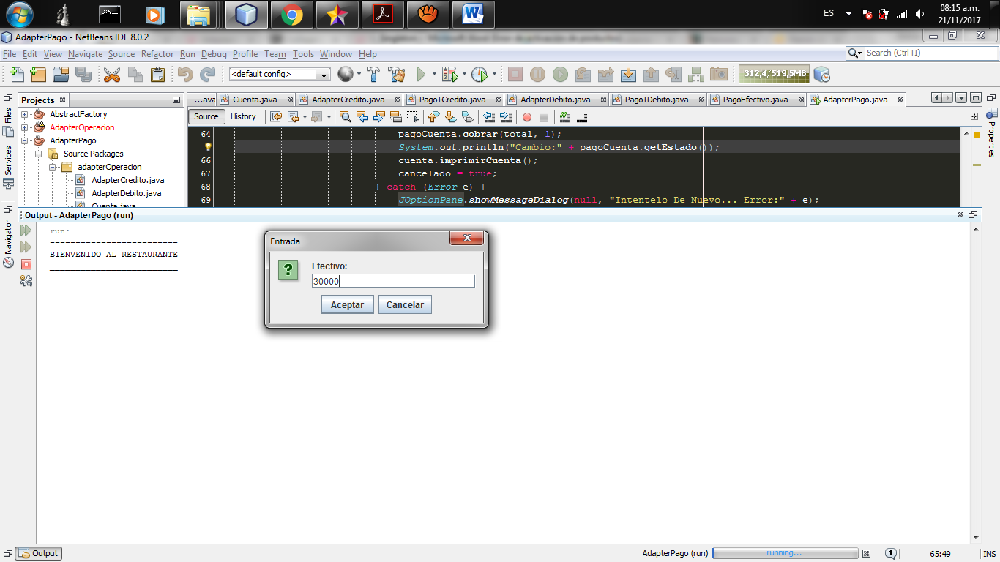 ES
08:15 a.m.
21/11/2017
AdapterPago - NetBeans IDE 8.0.2
File Edit View Navigate Source Refactor Run Debug Profile Team Tools Window Help
Search (Ctrl+I)
<default config>
312,4/519,5MB
Files
Services
Navigator
Properties
Projects
AbstractFactory
AdapterOperacion
AdapterPago
Source Packages
adapterOperacion
AdapterCredito.java
AdapterDebito.java
Cuenta.java
...ava Cuenta.java AdapterCredito.java PagoTCredito.java AdapterDebito.java PagoTDebito.java PagoEfectivo.java AdapterPago.java
Source History
64 pagoCuenta.cobrar(total, 1);
System.out.println("Cambio:" + pagoCuenta.getEstado());
66 cuenta.imprimirCuenta();
67 cancelado = true;
68 } catch (Error e) {
69 JOptionPane.showMessageDialog(null, "Intentelo De Nuevo... Error:" + e);
Output - AdapterPago (run)
run:
-------------------------
BIENVENIDO AL RESTAURANTE
_________________________
Entrada
Efectivo:
30000
Aceptar Cancelar
Output
AdapterPago (run) running... 1 65:49 INS